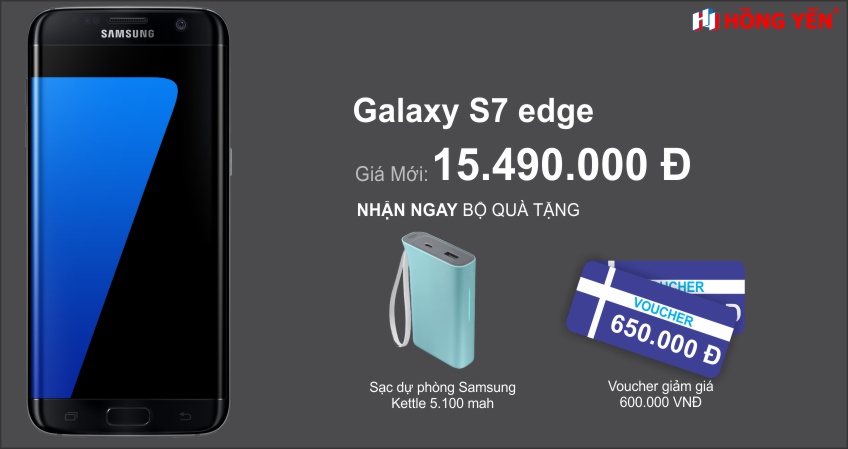 SAMSUNG
HỒNG YẾN
Galaxy S7 edge
Giá Mới: 15.490.000 Đ
NHẬN NGAY BỘ QUÀ TẶNG
VOUCHER
VOUCHER
650.000 Đ
Sạc dự phòng Samsung
Kettle 5.100 mah
Voucher giảm giá
600.000 VNĐ